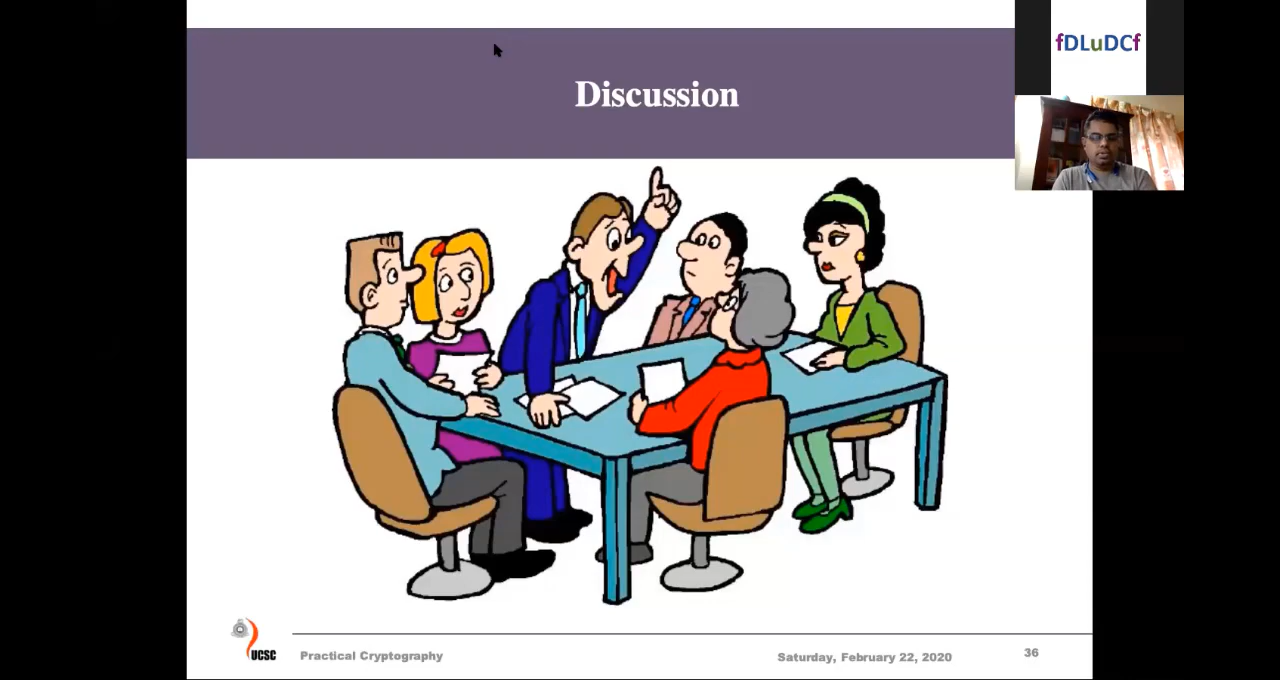 fDLuDCf
Discussion
UCSC
Practical Cryptography
Saturday, February 22, 2020
36